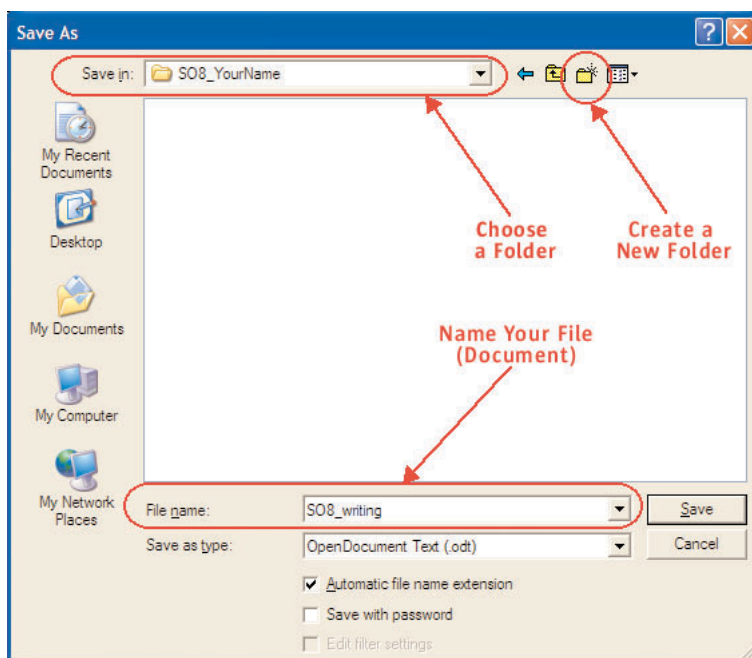 Save As
Save in: SO8_YourName
My Recent
Documents
Desktop
My Documents
My Computer
My Network
Places
Choose
a Folder
Create a
New Folder
Name Your File
(Document)
File name: SO8_writing
Save
Save as type: OpenDocument Text (.odt)
Cancel
Automatic file name extension
Save with password
Edit filter settings